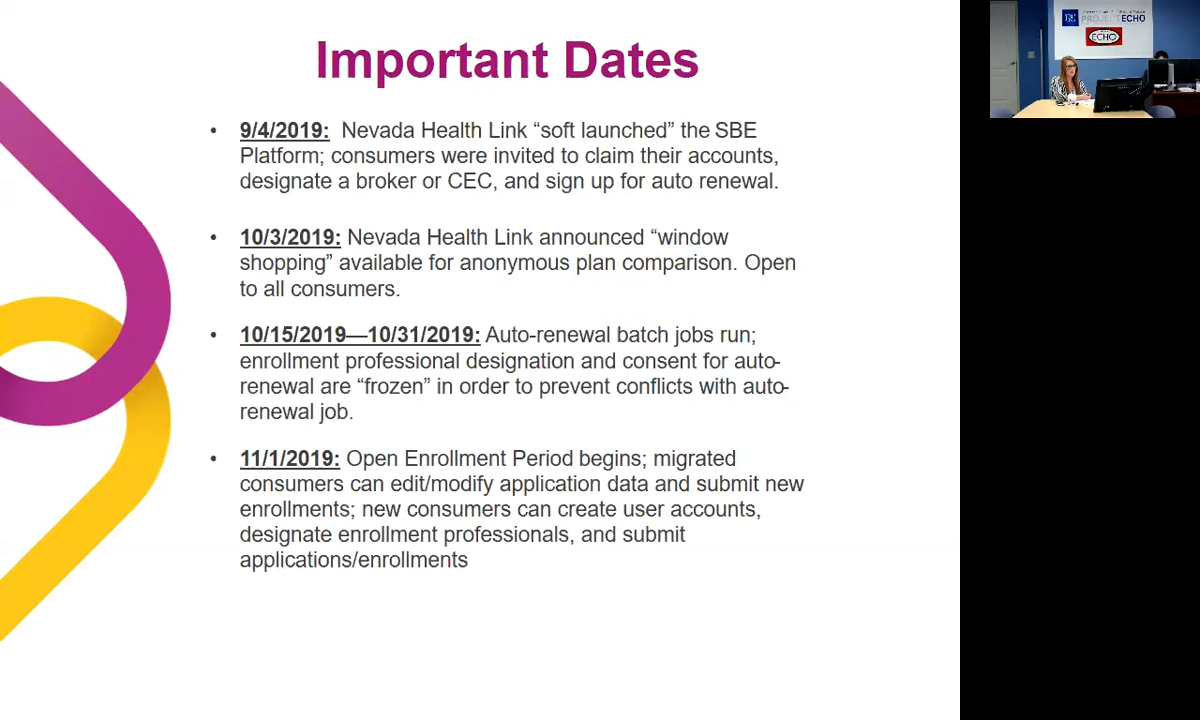 Important Dates
• 9/4/2019: Nevada Health Link “soft launched” the SBE
Platform; consumers were invited to claim their accounts,
designate a broker or CEC, and sign up for auto renewal.
• 10/3/2019: Nevada Health Link announced “window
shopping” available for anonymous plan comparison. Open
to all consumers.
• 10/15/2019—10/31/2019: Auto-renewal batch jobs run;
enrollment professional designation and consent for auto-
renewal are “frozen” in order to prevent conflicts with auto-
renewal job.
• 11/1/2019: Open Enrollment Period begins; migrated
consumers can edit/modify application data and submit new
enrollments; new consumers can create user accounts,
designate enrollment professionals, and submit
applications/enrollments
PROJECT ECHO
ECHO